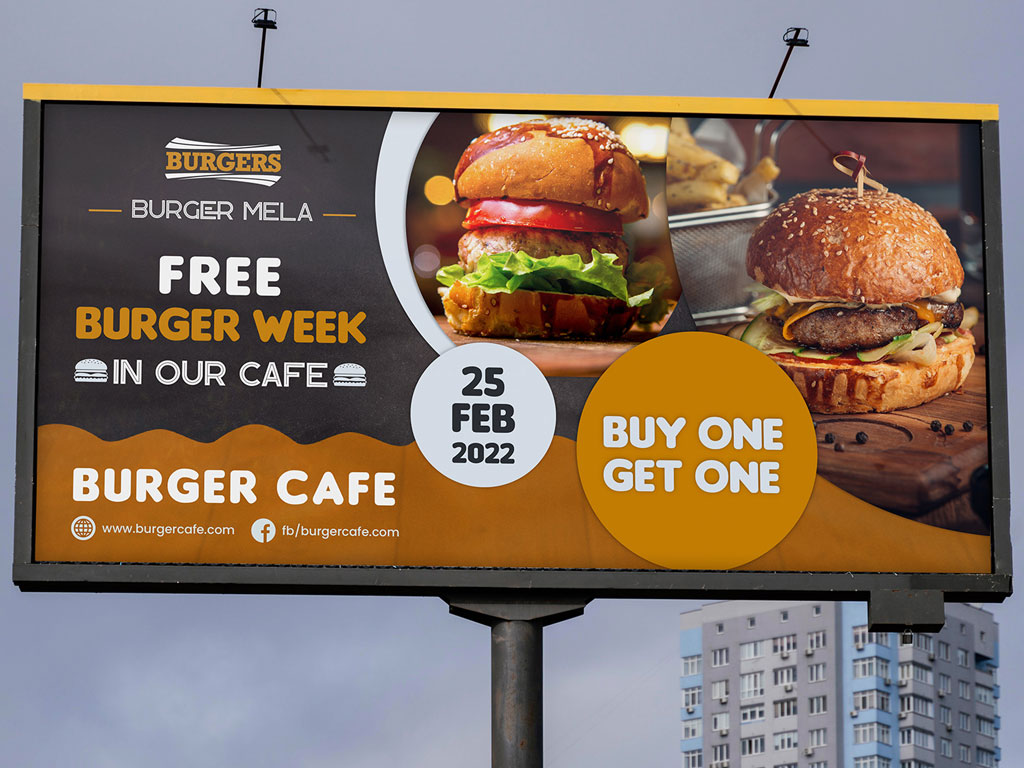 BURGERS
BURGER MELA
FREE
BURGER WEEK
IN OUR CAFE
25
FEB
2022
BUY ONE
GET ONE
BURGER CAFE
www.burgercafe.com
fb/burgercafe.com